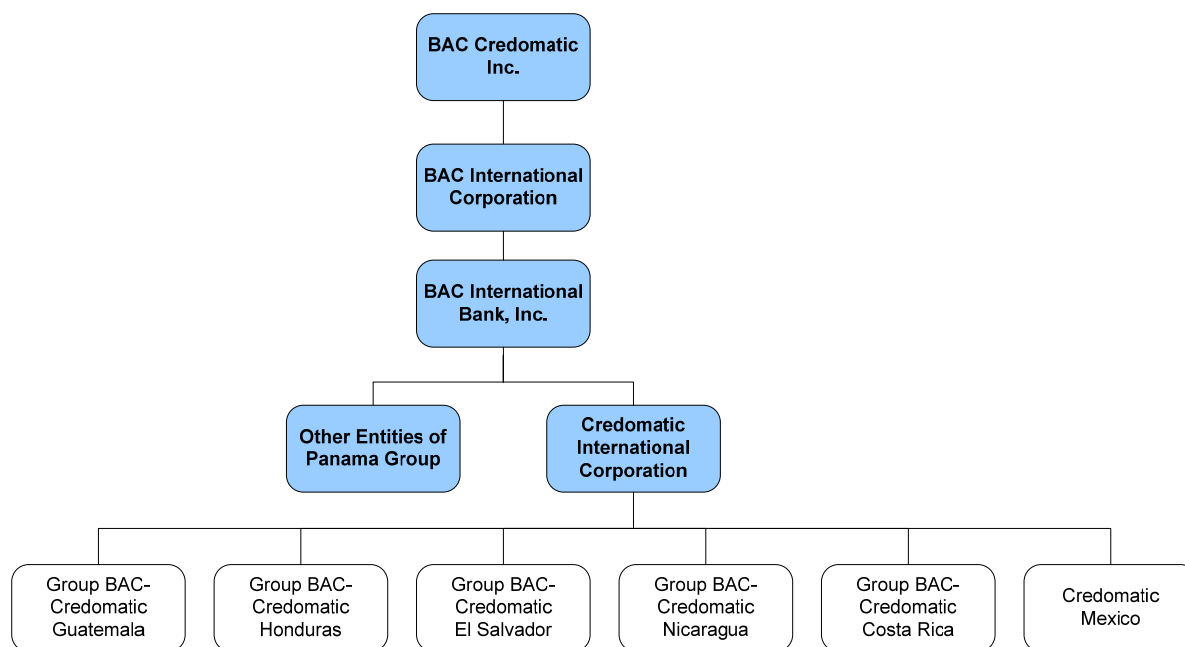 BAC Credomatic
Inc.
BAC International
Corporation
BAC International
Bank, Inc.
Other Entities of
Panama Group
Credomatic
International
Corporation
Group BAC-
Credomatic
Guatemala
Group BAC-
Credomatic
Honduras
Group BAC-
Credomatic
El Salvador
Group BAC-
Credomatic
Nicaragua
Group BAC-
Credomatic
Costa Rica
Credomatic
Mexico